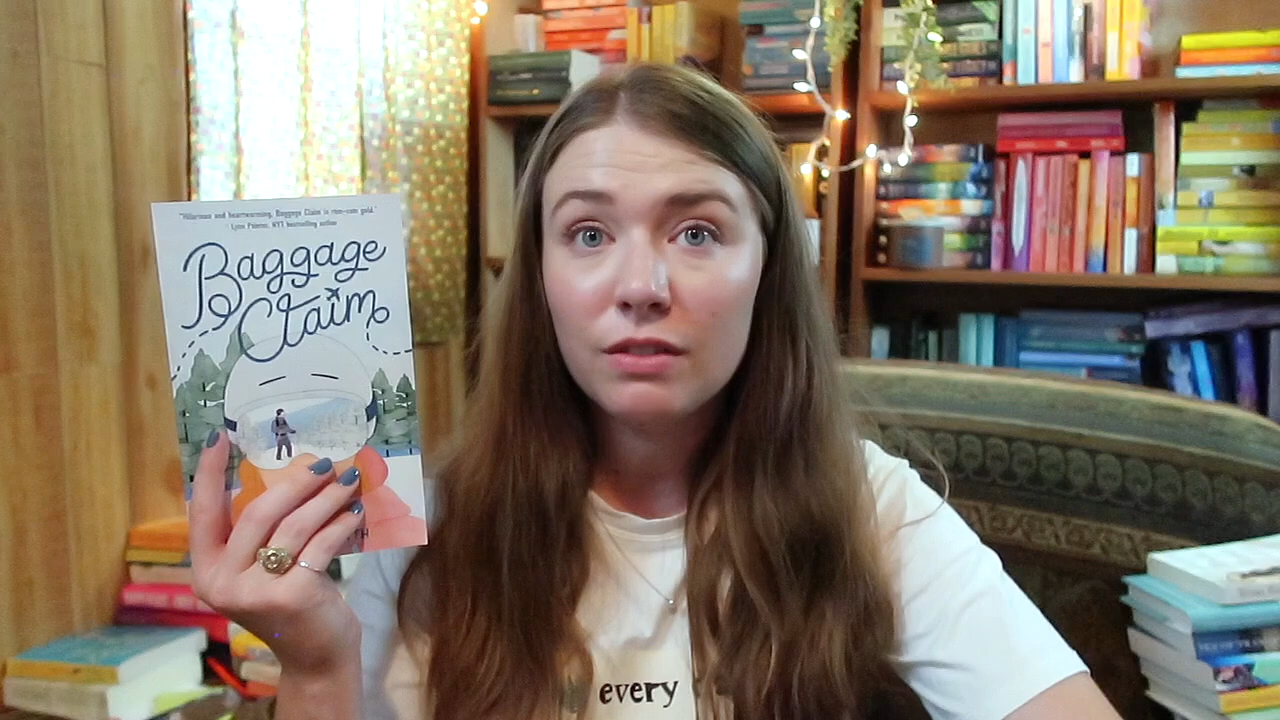 "Hilarious and heartwarming, Baggage Claim is rom-com gold."
Lynn Painter, NYT bestselling author
Baggage
Claim
every